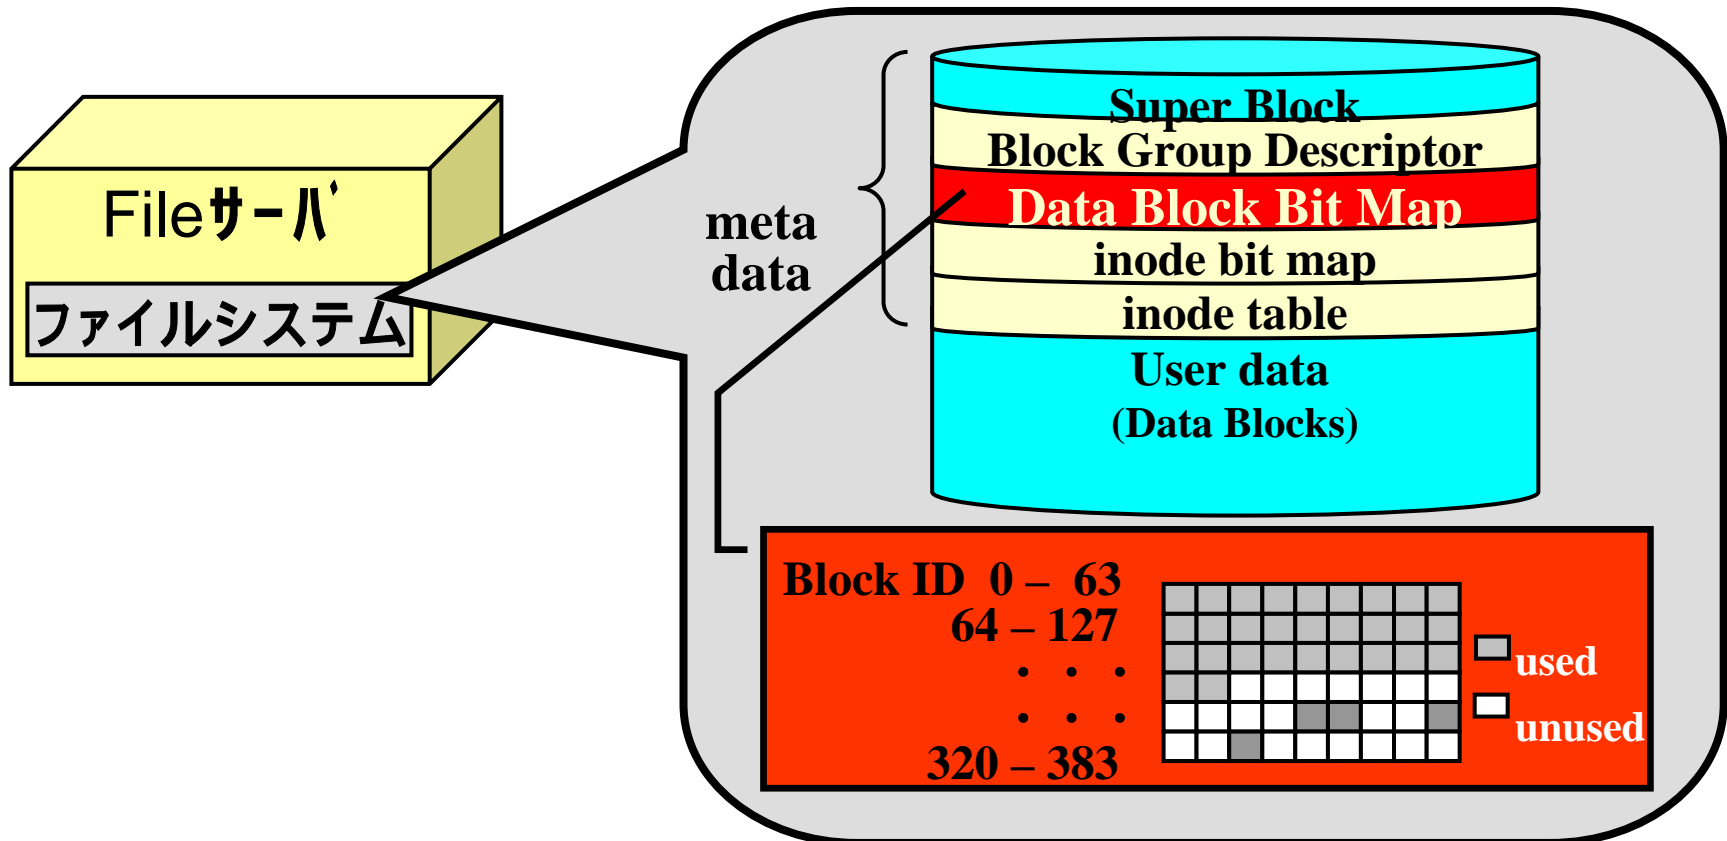 Fileサーバ
ファイルシステム
meta
data
Super Block
Block Group Descriptor
Data Block Bit Map
inode bit map
inode table
User data
(Data Blocks)
Block ID 0 – 63
64 – 127
・ ・ ・
・ ・ ・
320 – 383
used
unused